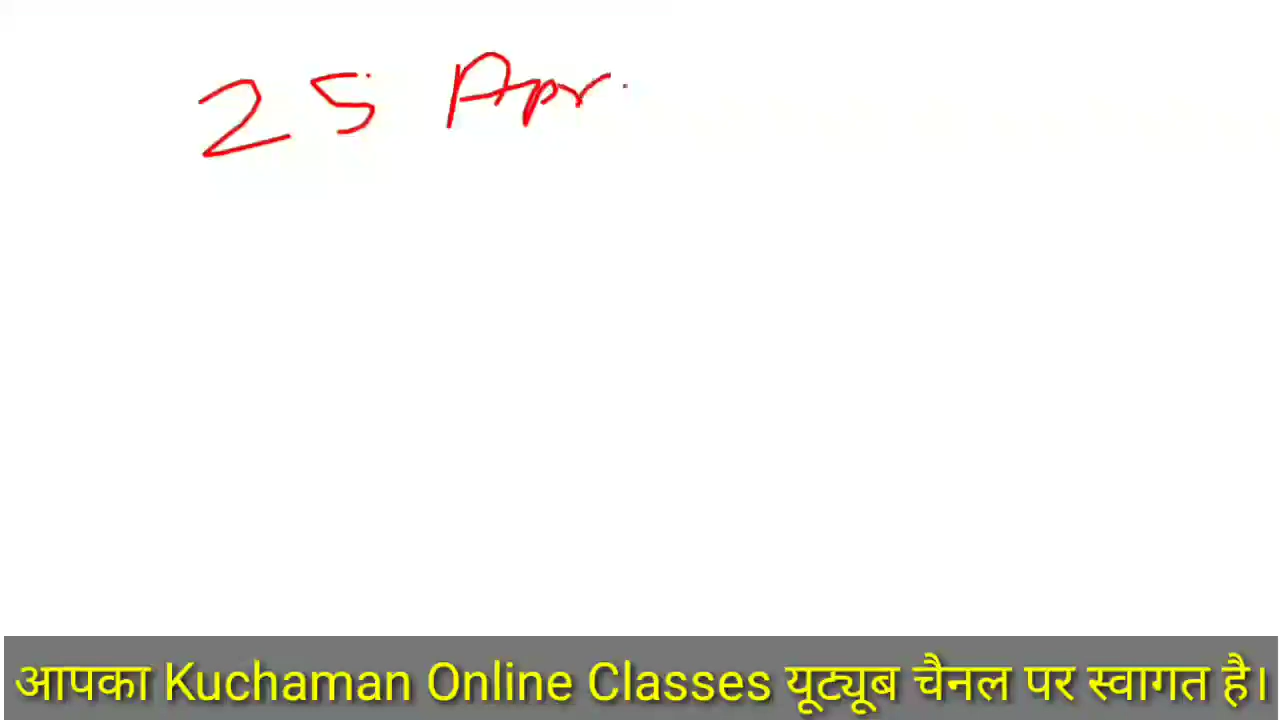 25 Apr
आपका Kuchaman Online Classes यूट्यूब चैनल पर स्वागत है।